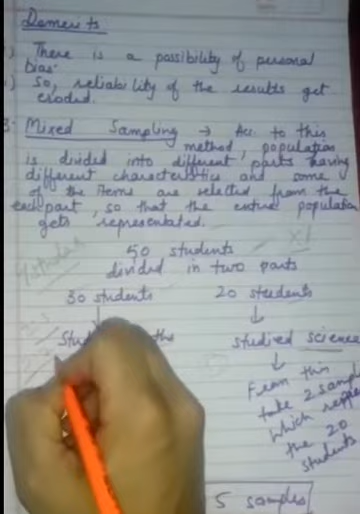 Demerits
There is a possibility of personal
bias.
So, reliability of the results get
eroded.
3. Mixed Sampling → Acc. to this
method, population
is divided into different parts having
different characteristics and some
of the items are selected from the
each part, so that the entire population
gets represented.
50 students
divided in two parts
30 students 20 students
↓ ↓
the studied science
↓
From this
take 2 sampl
which repre
the 20
students
5 samples